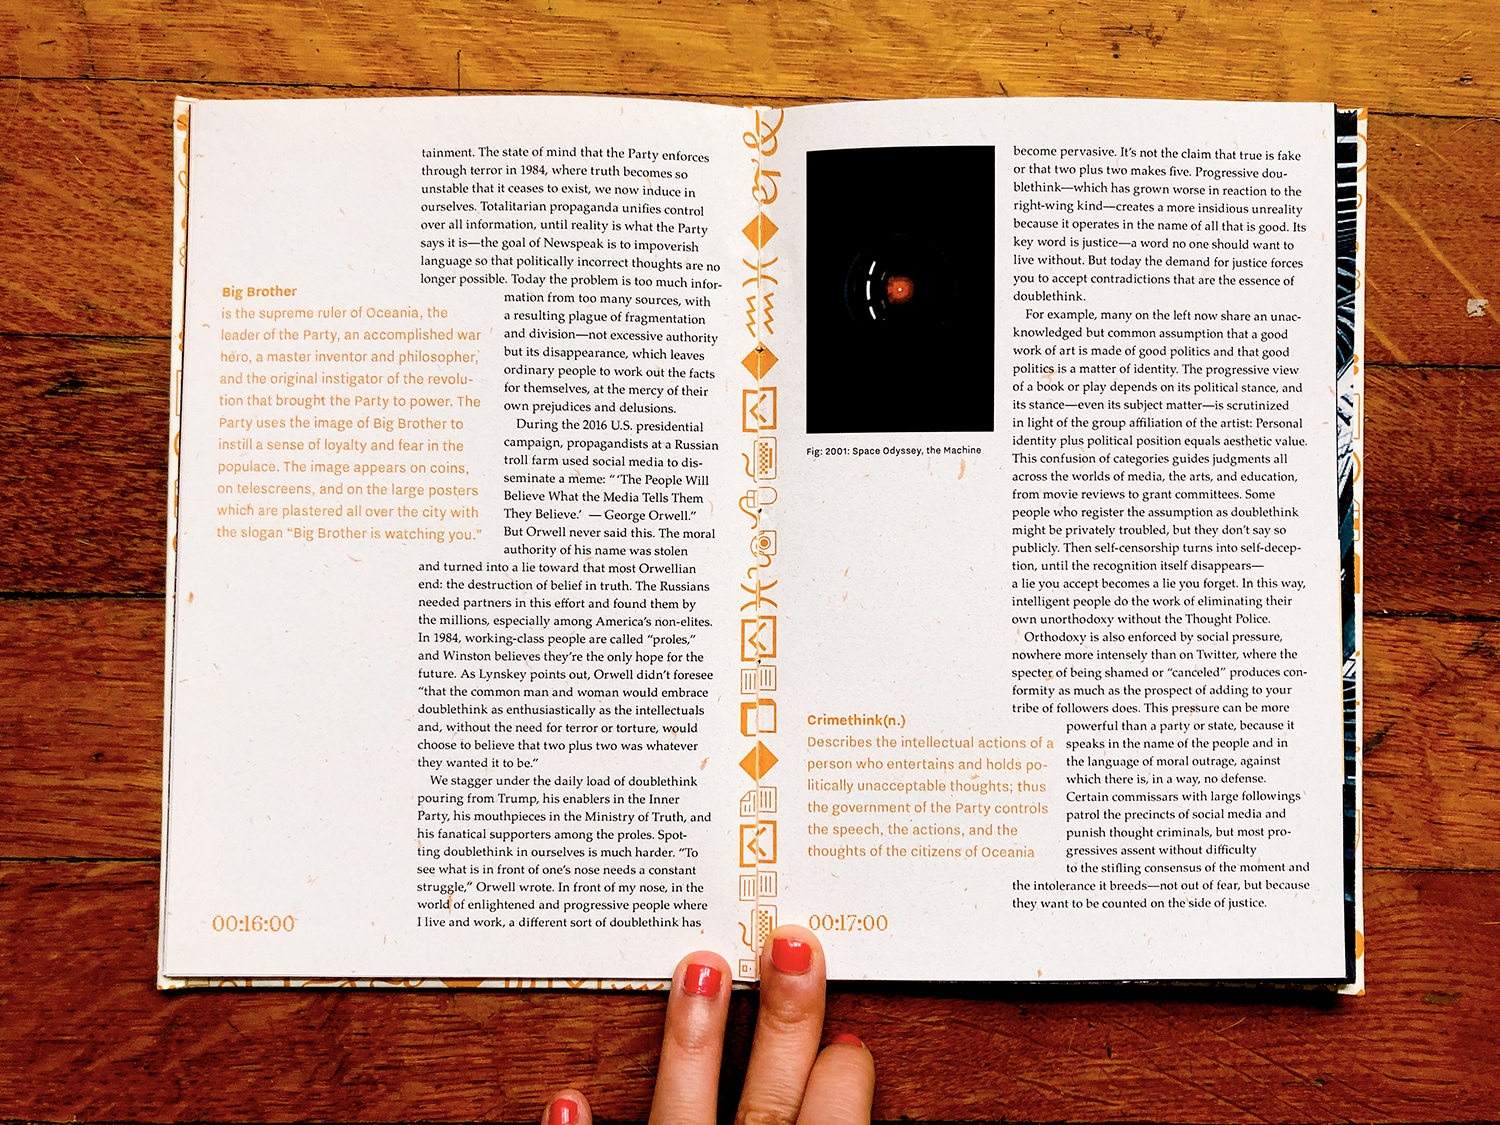 tainment. The state of mind that the Party enforces
through terror in 1984, where truth becomes so
unstable that it ceases to exist, we now induce in
ourselves. Totalitarian propaganda unifies control
over all information, until reality is what the Party
says it is—the goal of Newspeak is to impoverish
language so that politically incorrect thoughts are no
longer possible. Today the problem is too much infor-
mation from too many sources, with
a resulting plague of fragmentation
and division—not excessive authority
but its disappearance, which leaves
ordinary people to work out the facts
for themselves, at the mercy of their
own prejudices and delusions.
During the 2016 U.S. presidential
campaign, propagandists at a Russian
troll farm used social media to dis-
seminate a meme: “‘The People Will
Believe What the Media Tells Them
They Believe.’ — George Orwell.”
But Orwell never said this. The moral
authority of his name was stolen
and turned into a lie toward that most Orwellian
end: the destruction of belief in truth. The Russians
needed partners in this effort and found them by
the millions, especially among America’s non-elites.
In 1984, working-class people are called “proles,”
and Winston believes they’re the only hope for the
future. As Lynskey points out, Orwell didn’t foresee
“that the common man and woman would embrace
doublethink as enthusiastically as the intellectuals
and, without the need for terror or torture, would
choose to believe that two plus two was whatever
they wanted it to be.”
We stagger under the daily load of doublethink
pouring from Trump, his enablers in the Inner
Party, his mouthpieces in the Ministry of Truth, and
his fanatical supporters among the proles. Spot-
ting doublethink in ourselves is much harder. “To
see what is in front of one’s nose needs a constant
struggle,” Orwell wrote. In front of my nose, in the
world of enlightened and progressive people where
I live and work, a different sort of doublethink has
Big Brother
is the supreme ruler of Oceania, the
leader of the Party, an accomplished war
hero, a master inventor and philosopher,
and the original instigator of the revolu-
tion that brought the Party to power. The
Party uses the image of Big Brother to
instill a sense of loyalty and fear in the
populace. The image appears on coins,
on telescreens, and on the large posters
which are plastered all over the city with
the slogan “Big Brother is watching you.”
00:16:00
become pervasive. It’s not the claim that true is fake
or that two plus two makes five. Progressive dou-
blethink—which has grown worse in reaction to the
right-wing kind—creates a more insidious unreality
because it operates in the name of all that is good. Its
key word is justice—a word no one should want to
live without. But today the demand for justice forces
you to accept contradictions that are the essence of
doublethink.
For example, many on the left now share an unac-
knowledged but common assumption that a good
work of art is made of good politics and that good
politics is a matter of identity. The progressive view
of a book or play depends on its political stance, and
its stance—even its subject matter—is scrutinized
in light of the group affiliation of the artist: Personal
identity plus political position equals aesthetic value.
This confusion of categories guides judgments all
across the worlds of media, the arts, and education,
from movie reviews to grant committees. Some
people who register the assumption as doublethink
might be privately troubled, but they don’t say so
publicly. Then self-censorship turns into self-decep-
tion, until the recognition itself disappears—
a lie you accept becomes a lie you forget. In this way,
intelligent people do the work of eliminating their
own unorthodoxy without the Thought Police.
Orthodoxy is also enforced by social pressure,
nowhere more intensely than on Twitter, where the
specter of being shamed or “canceled” produces con-
formity as much as the prospect of adding to your
tribe of followers does. This pressure can be more
powerful than a party or state, because it
speaks in the name of the people and in
the language of moral outrage, against
which there is, in a way, no defense.
Certain commissars with large followings
patrol the precincts of social media and
punish thought criminals, but most pro-
gressives assent without difficulty
to the stifling consensus of the moment and
the intolerance it breeds—not out of fear, but because
they want to be counted on the side of justice.
Fig: 2001: Space Odyssey, the Machine
Crimethink(n.)
Describes the intellectual actions of a
person who entertains and holds po-
litically unacceptable thoughts; thus
the government of the Party controls
the speech, the actions, and the
thoughts of the citizens of Oceania
00:17:00